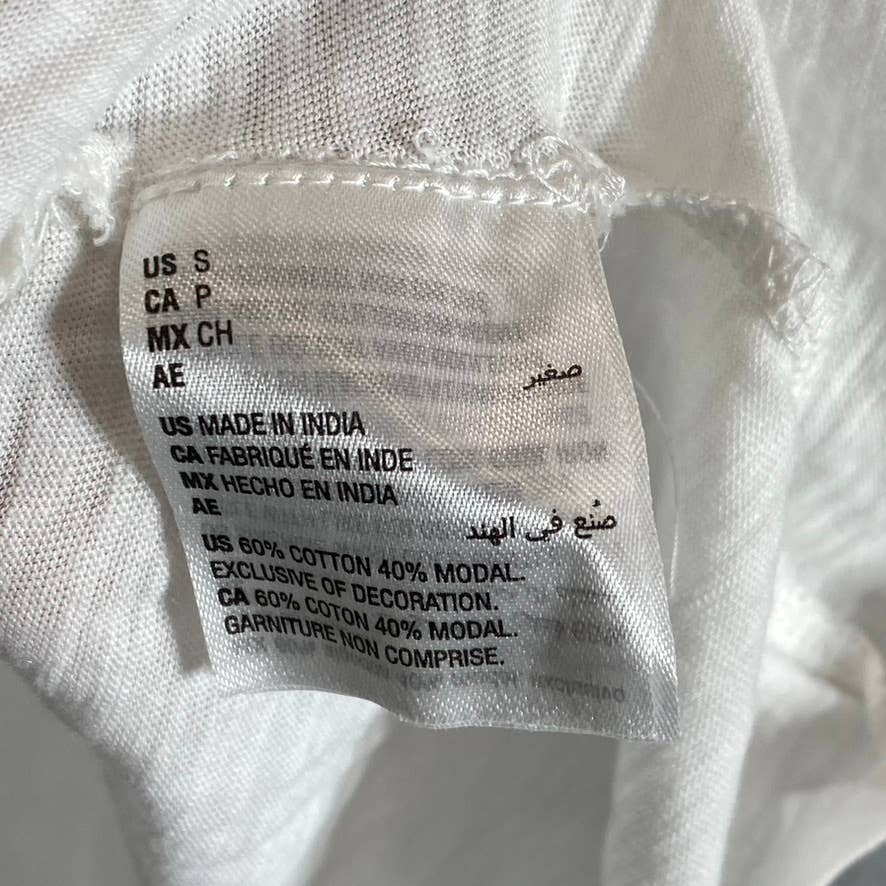 US S
CA P
MX CH
AE صغير
US MADE IN INDIA
CA FABRIQUÉ EN INDE
MX HECHO EN INDIA
AE صُنع في الهند
US 60% COTTON 40% MODAL.
EXCLUSIVE OF DECORATION.
CA 60% COTON 40% MODAL.
GARNITURE NON COMPRISE.